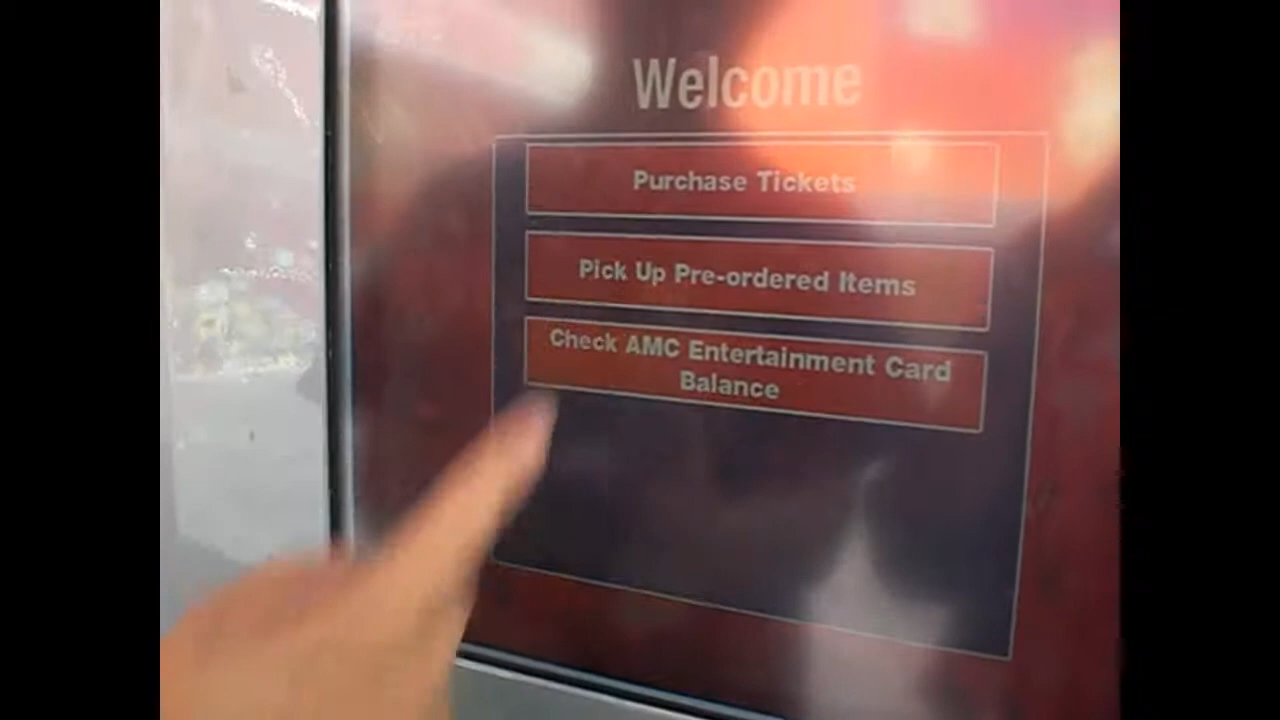 Welcome
Purchase Tickets
Pick Up Pre-ordered Items
Check AMC Entertainment Card
Balance